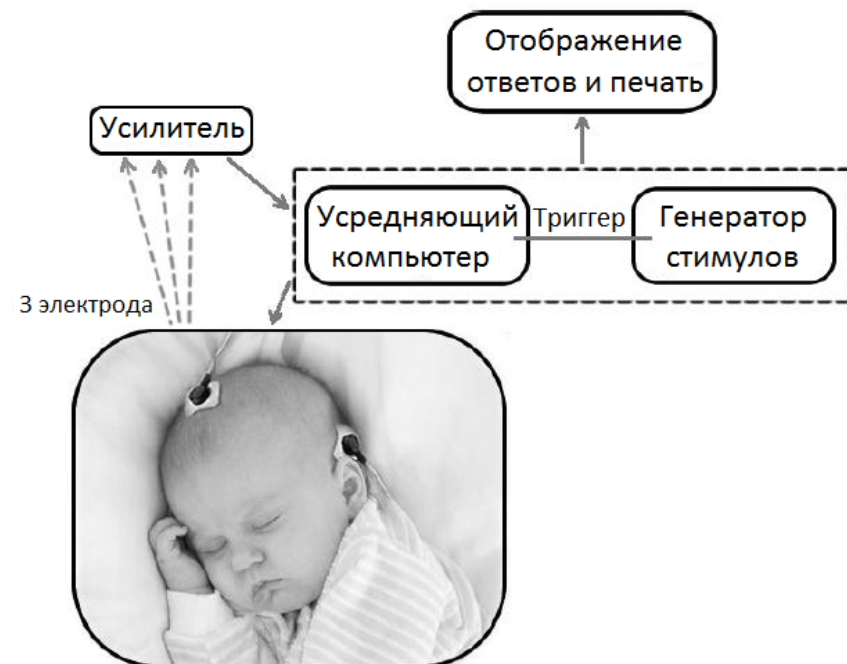 Отображение
ответов и печать
Усилитель
Усредняющий
компьютер
Триггер
Генератор
стимулов
3 электрода